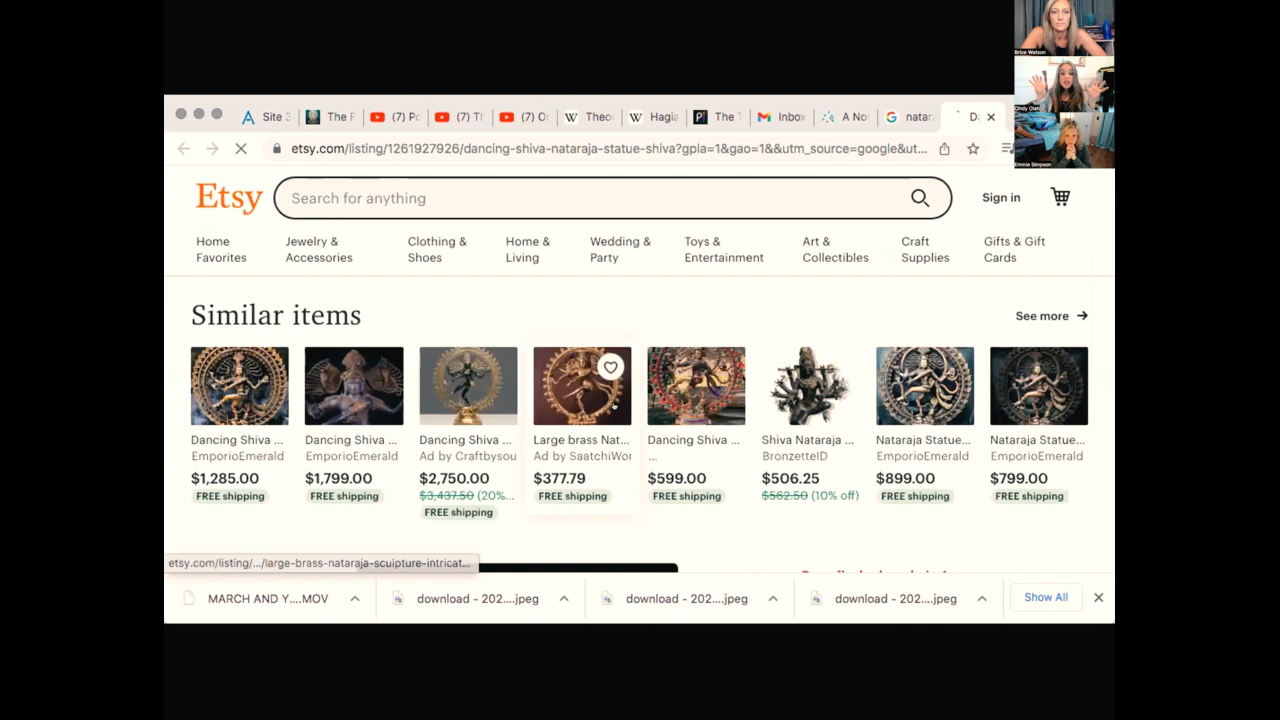 Brice Watson
Cindy Olah
Emmie Simpson
Site
The
(7)
(7)
(7)
Theo
Hagia
The
Inbox
A No
natar
D
etsy.com/listing/1261927926/dancing-shiva-nataraja-statue-shiva?gpla=1&gao=1&&utm_source=google&ut...
Etsy
Search for anything
Sign in
Home Favorites
Jewelry & Accessories
Clothing & Shoes
Home & Living
Wedding & Party
Toys & Entertainment
Art & Collectibles
Craft Supplies
Gifts & Gift Cards
Similar items
See more
Dancing Shiva ...
EmporioEmerald
$1,285.00
FREE shipping
Dancing Shiva ...
EmporioEmerald
$1,799.00
FREE shipping
Dancing Shiva ...
Ad by Craftbysou
$2,750.00
$3,437.50 (20%...
FREE shipping
Large brass Nat...
Ad by SaatchiWor
$377.79
FREE shipping
Dancing Shiva ...
...
$599.00
FREE shipping
Shiva Nataraja ...
BronzetteID
$506.25
$562.50 (10% off)
Nataraja Statue...
EmporioEmerald
$899.00
FREE shipping
Nataraja Statue...
EmporioEmerald
$799.00
FREE shipping
etsy.com/listing/.../large-brass-nataraja-sculpture-intricat...
MARCH AND Y....MOV
download - 202....jpeg
download - 202....jpeg
download - 202....jpeg
Show All